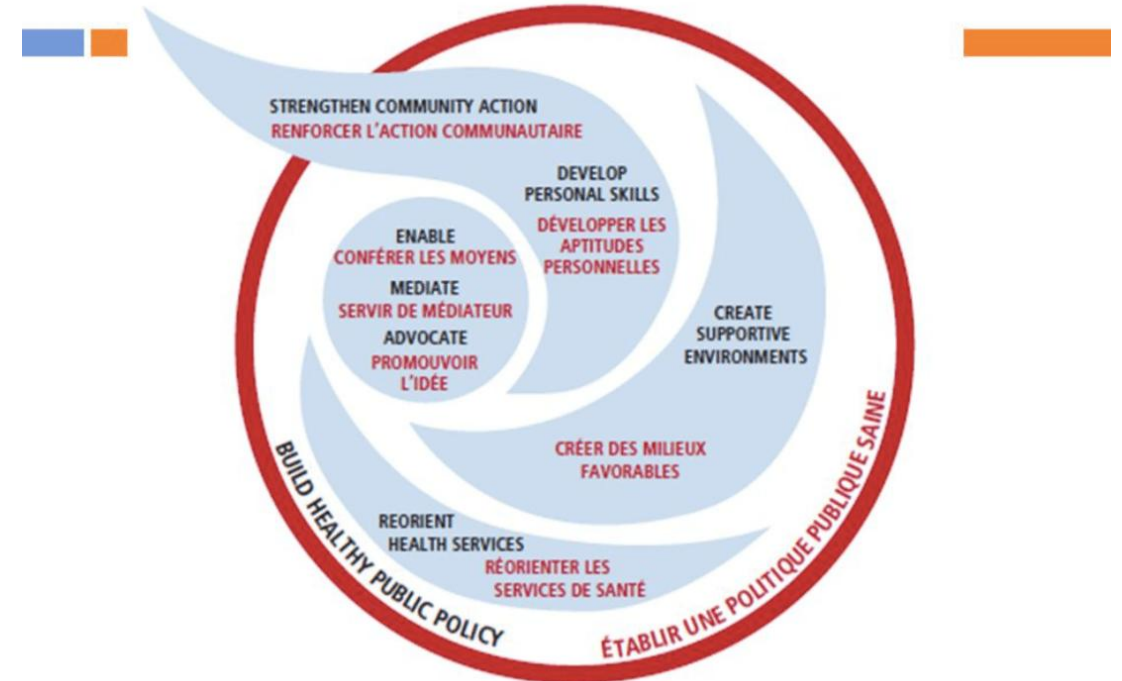 STRENGTHEN COMMUNITY ACTION
RENFORCER L'ACTION COMMUNAUTAIRE
DEVELOP
PERSONAL SKILLS
DÉVELOPPER LES
APTITUDES
PERSONNELLES
ENABLE
CONFÉRER LES MOYENS
MEDIATE
SERVIR DE MÉDIATEUR
ADVOCATE
PROMOUVOIR
L'IDÉE
CREATE
SUPPORTIVE
ENVIRONMENTS
CRÉER DES MILIEUX
FAVORABLES
REORIENT
HEALTH SERVICES
RÉORIENTER LES
SERVICES DE SANTÉ
BUILD HEALTHY PUBLIC POLICY
ÉTABLIR UNE POLITIQUE PUBLIQUE SAINE